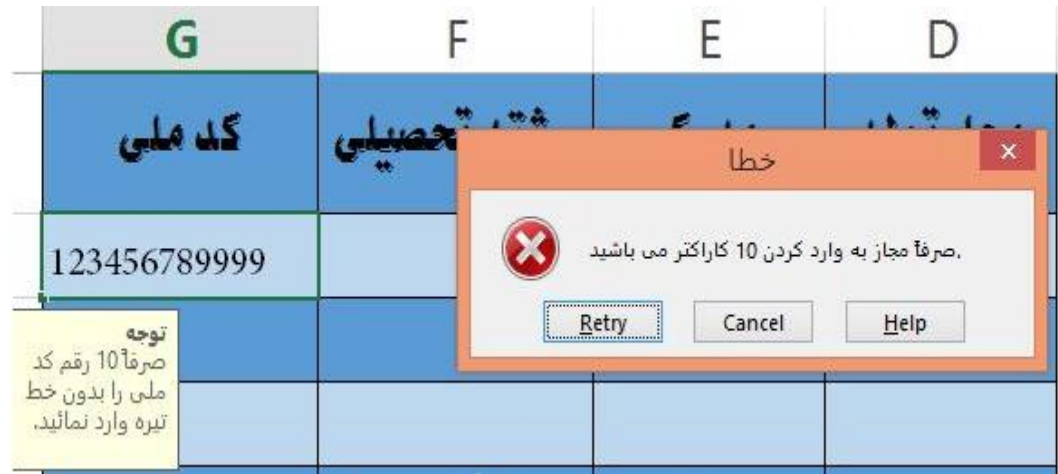 G F E D
کد ملی تحصیلی
خطا
x
123456789999
صرفاً مجاز به وارد کردن 10 کاراکتر می باشید.
Retry Cancel Help
توجه
صرفاً 10 رقم کد
ملی را بدون خط
تیره وارد نمائید.